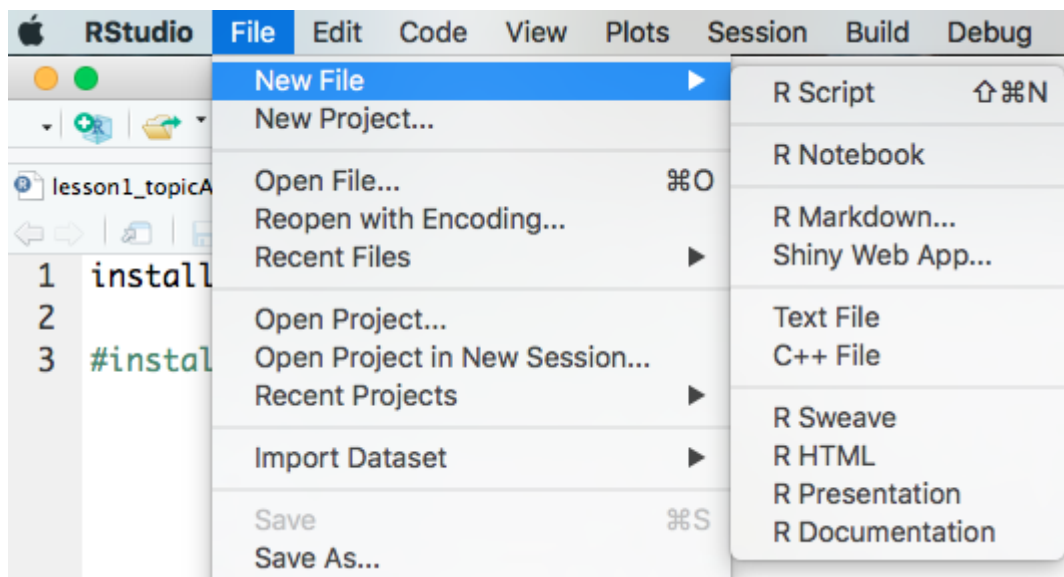 RStudio File Edit Code View Plots Session Build Debug
New File
New Project...
Open File... ⌘O
Reopen with Encoding...
Recent Files
Open Project...
Open Project in New Session...
Recent Projects
Import Dataset
Save ⌘S
Save As...
R Script ⇧⌘N
R Notebook
R Markdown...
Shiny Web App...
Text File
C++ File
R Sweave
R HTML
R Presentation
R Documentation
R
R lesson1_topicA
1 install
2
3 #instal